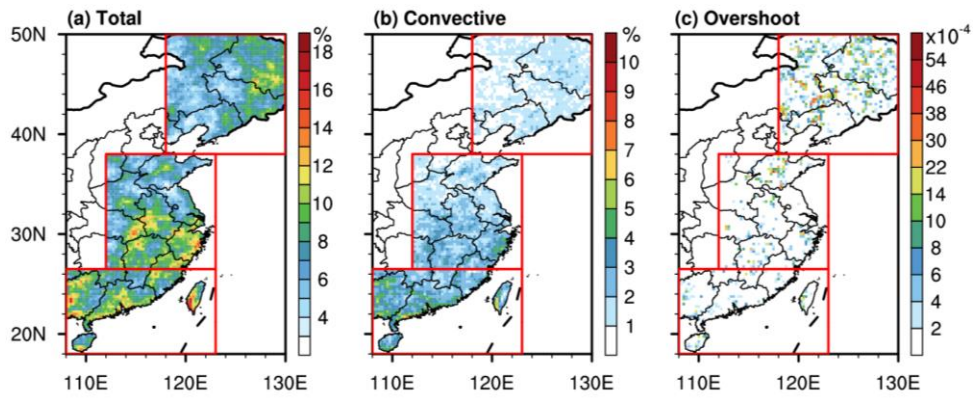 (a) Total
(b) Convective
(c) Overshoot
50N
40N
30N
20N
110E
120E
130E
%
18
16
14
12
10
8
6
4
110E
120E
130E
%
10
9
8
7
6
5
4
3
2
1
110E
120E
130E
x10⁻⁴
54
46
38
30
22
14
10
8
6
4
2